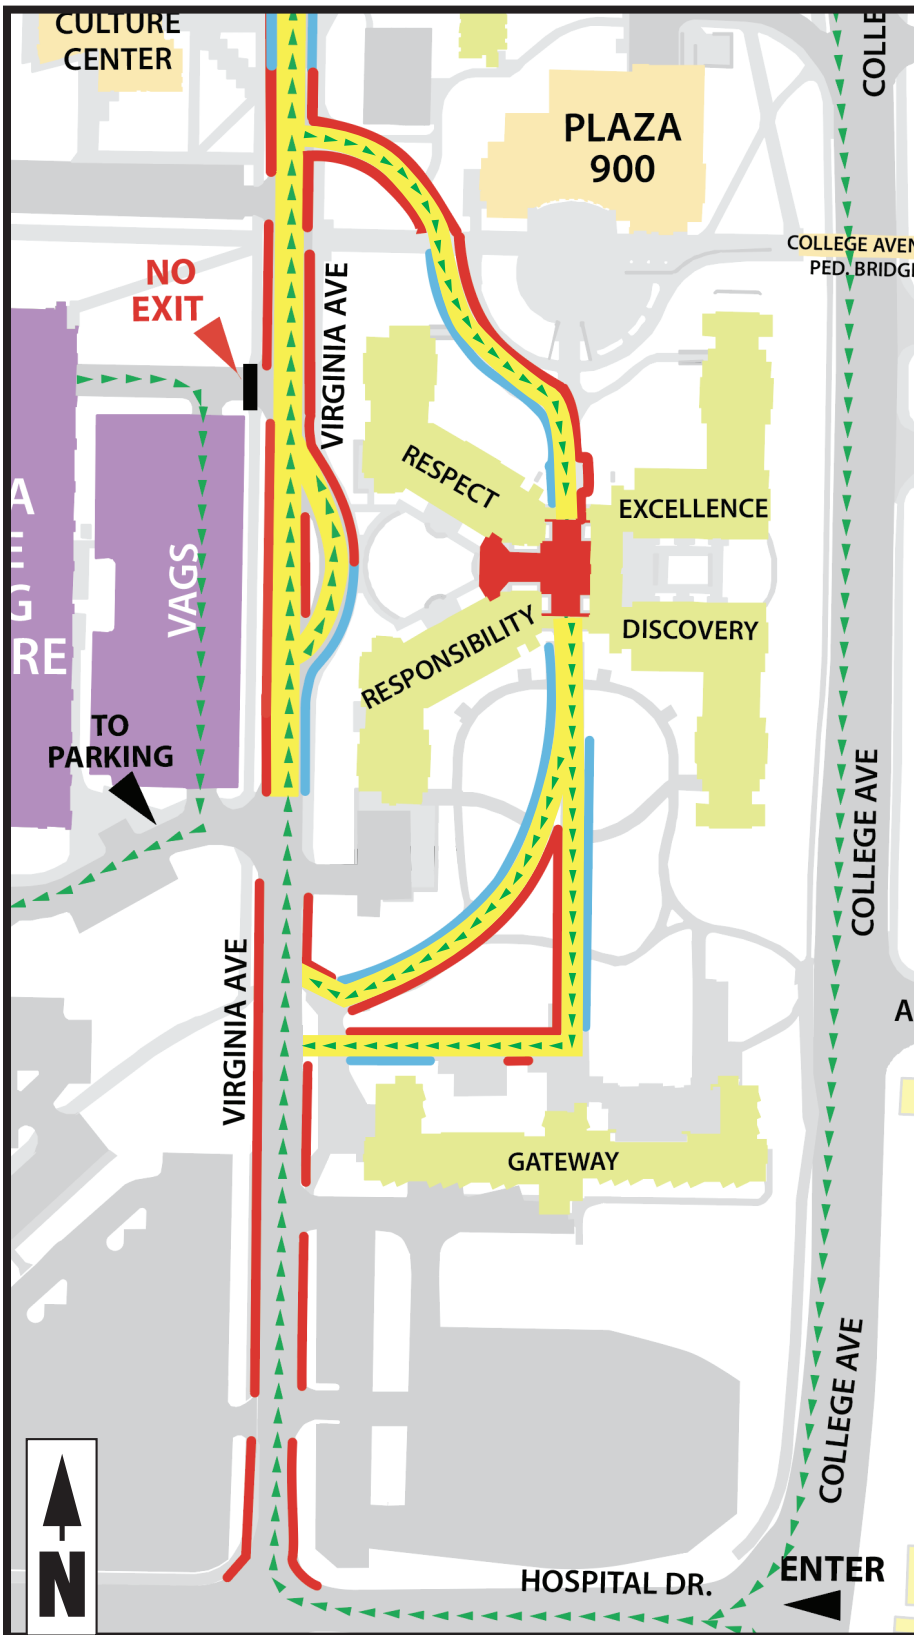 CULTURE
CENTER
COLLE
PLAZA
900
COLLEGE AVEN
PED. BRIDGE
NO
EXIT
VIRGINIA AVE
RESPECT
EXCELLENCE
A
E
G
RE
VAGS
RESPONSIBILITY
DISCOVERY
TO
PARKING
COLLEGE AVE
VIRGINIA AVE
A
GATEWAY
COLLEGE AVE
N
HOSPITAL DR.
ENTER